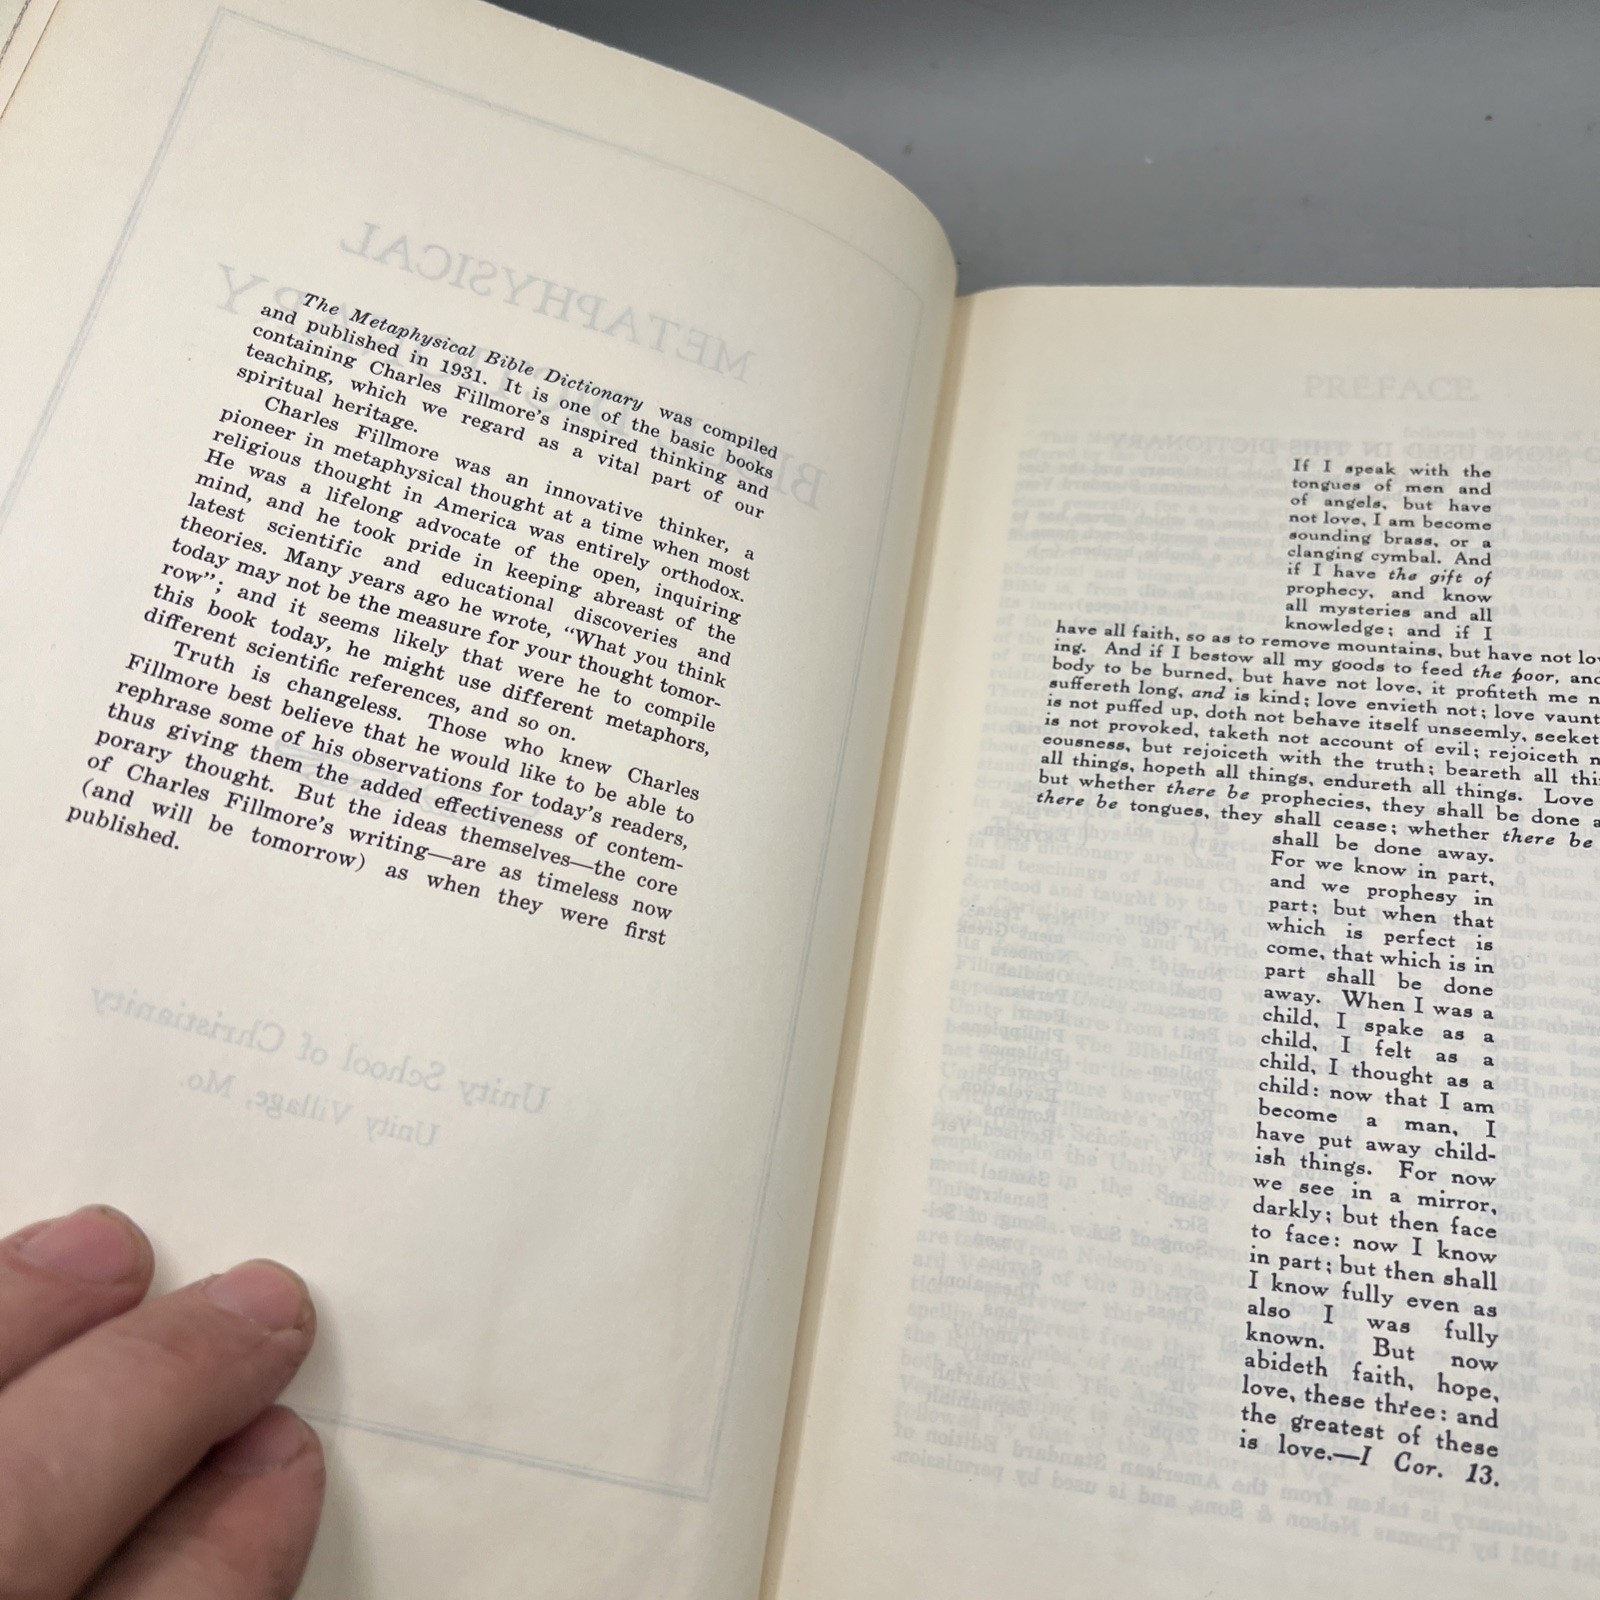 The Metaphysical Bible Dictionary was compiled
and published in 1931. It is one of the basic books
containing Charles Fillmore's inspired thinking and
teaching, which we regard as a vital part of our
spiritual heritage.
Charles Fillmore was an innovative thinker, a
pioneer in metaphysical thought at a time when most
religious thought in America was entirely orthodox.
He was a lifelong advocate of the open, inquiring
mind, and he took pride in keeping abreast of the
latest scientific and educational discoveries and
theories. Many years ago he wrote, "What you think
today may not be the measure for your thought tomor-
row"; and it seems likely that were he to compile
this book today, he might use different metaphors,
different scientific references, and so on.
Truth is changeless. Those who knew Charles
Fillmore best believe that he would like to be able to
rephrase some of his observations for today's readers,
thus giving them the added effectiveness of contem-
porary thought. But the ideas themselves—the core
of Charles Fillmore's writing—are as timeless now
(and will be tomorrow) as when they were first
published.
METAPHYSICAL
Unity School of Christianity
Unity Village, Mo.
PREFACE
If I speak with the
tongues of men and
of angels, but have
not love, I am become
sounding brass, or a
clanging cymbal. And
if I have the gift of
prophecy, and know
all mysteries and all
knowledge; and if I
have all faith, so as to remove mountains, but have not
ing. And if I bestow all my goods to feed the poor,
body to be burned, but have not love, it profiteth me
suffereth long, and is kind; love envieth not; love
is not puffed up, doth not behave itself unseemly,
is not provoked, taketh not account of evil; rejoiceth
eousness, but rejoiceth with the truth; beareth all
all things, hopeth all things, endureth all things. Love
but whether there be prophecies, they shall be done
there be tongues, they shall cease; whether there be
shall be done away.
For we know in part,
and we prophesy in
part; but when that
which is perfect is
come, that which is in
part shall be done
away. When I was a
child, I spake as a
child, I felt as a
child, I thought as a
child: now that I am
become a man, I
have put away child-
ish things. For now
we see in a mirror,
darkly; but then face
to face: now I know
in part; but then shall
I know fully even as
also I was fully
known. But now
abideth faith, hope,
love, these three: and
the greatest of these
is love.—I Cor. 13.